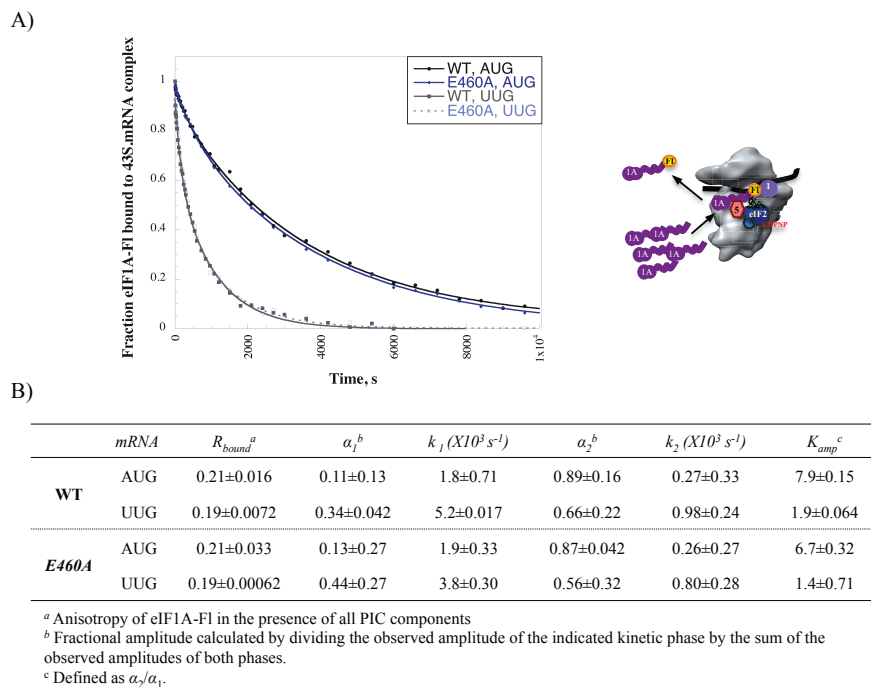 A)
Fraction eIF1A-Fl bound to 43S.mRNA complex
1
0.8
0.6
0.4
0.2
0
WT, AUG
E460A, AUG
WT, UUG
E460A, UUG
0
2000
4000
6000
8000
1x10⁴
Time, s
1A
Fl
Fl
1
1A
5
eIF2
1A
1A
1A
1A
1A
B)
mRNA R_bound^a α₁^b k₁ (X10³ s⁻¹) α₂^b k₂ (X10³ s⁻¹) K_amp^c
WT
AUG 0.21±0.016 0.11±0.13 1.8±0.71 0.89±0.16 0.27±0.33 7.9±0.15
UUG 0.19±0.0072 0.34±0.042 5.2±0.017 0.66±0.22 0.98±0.24 1.9±0.064
E460A
AUG 0.21±0.033 0.13±0.27 1.9±0.33 0.87±0.042 0.26±0.27 6.7±0.32
UUG 0.19±0.00062 0.44±0.27 3.8±0.30 0.56±0.32 0.80±0.28 1.4±0.71
^a Anisotropy of eIF1A-Fl in the presence of all PIC components
^b Fractional amplitude calculated by dividing the observed amplitude of the indicated kinetic phase by the sum of the
observed amplitudes of both phases.
^c Defined as α₂/α₁.